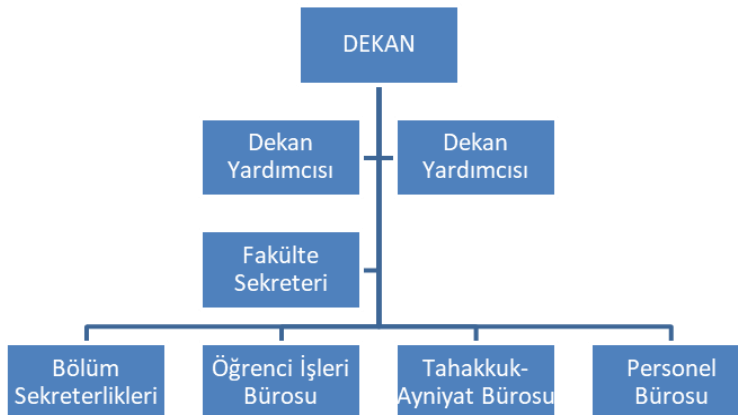 DEKAN
Dekan
Yardımcısı
Dekan
Yardımcısı
Fakülte
Sekreteri
Bölüm
Sekreterlikleri
Öğrenci İşleri
Bürosu
Tahakkuk-
Ayniyat Bürosu
Personel
Bürosu